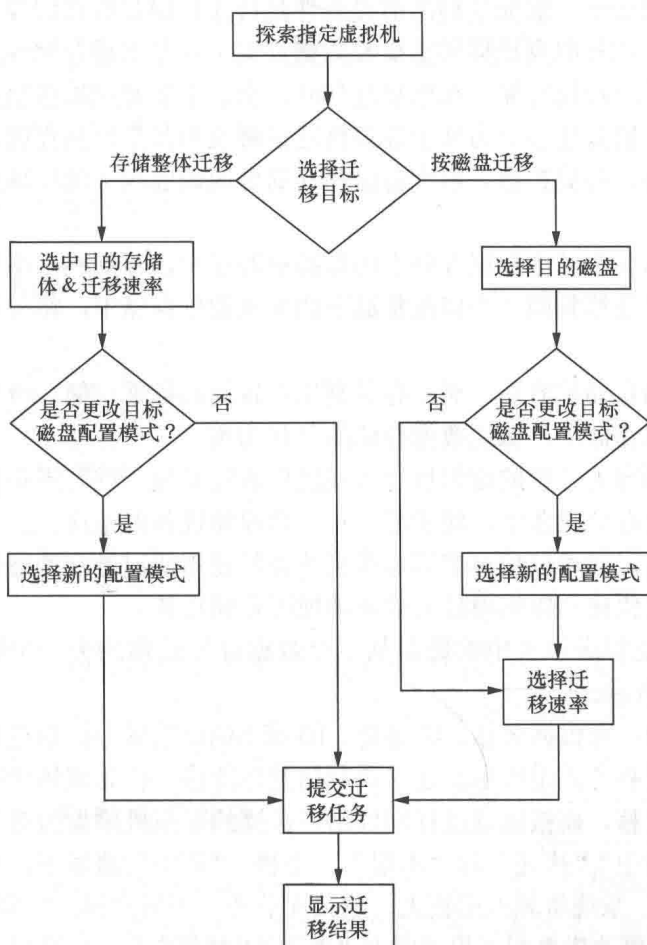 探索指定虚拟机
存储整体迁移
选择迁
移目标
按磁盘迁移
选中目的存储
体&迁移速率
选择目的磁盘
是否更改目标
磁盘配置模式？
否
否
是否更改目标
磁盘配置模式？
是
是
选择新的配置模式
选择新的配置模式
选择迁
移速率
提交迁
移任务
显示迁
移结果